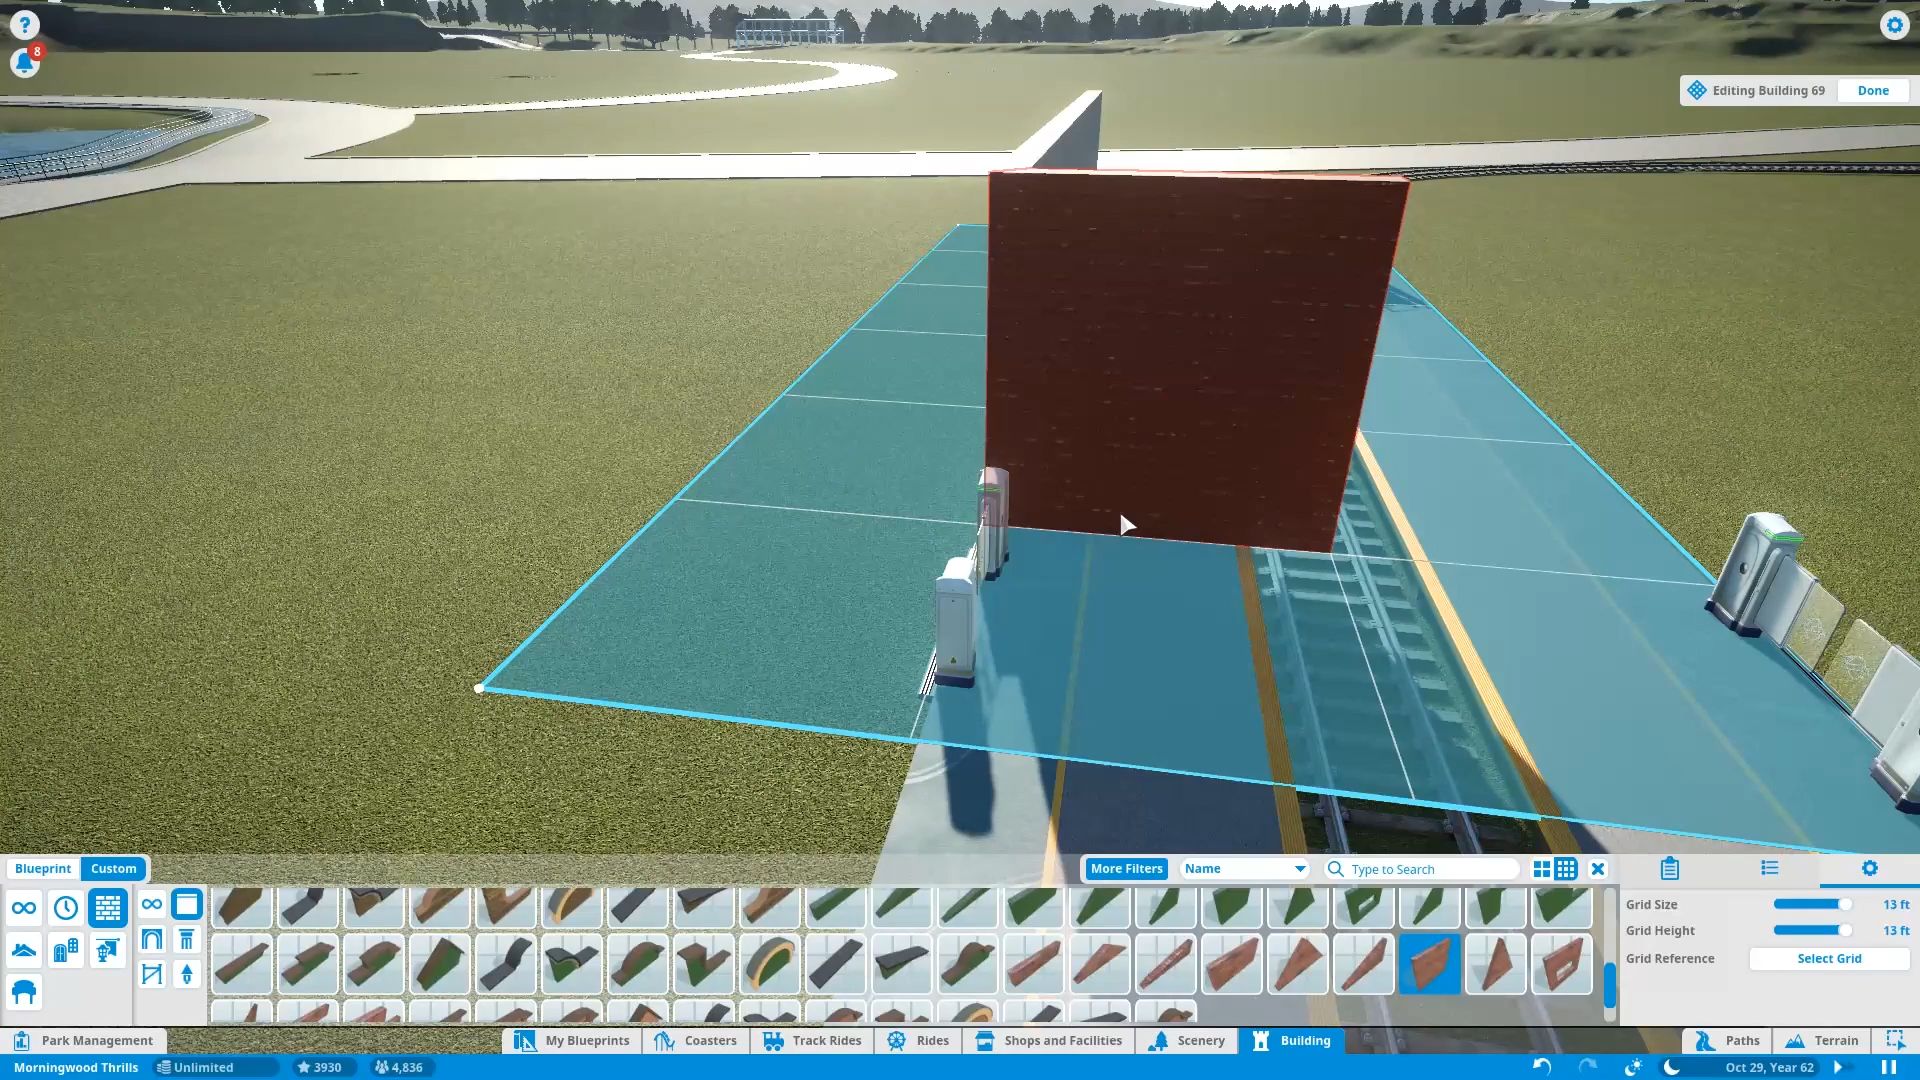 ?
8
Editing Building 69
Done
Blueprint
Custom
More Filters
Name
Type to Search
Grid Size
13 ft
Grid Height
13 ft
Grid Reference
Select Grid
Park Management
My Blueprints
Coasters
Track Rides
Rides
Shops and Facilities
Scenery
Building
Paths
Terrain
Morningwood Thrills
Unlimited
3930
4,836
Oct 29, Year 62